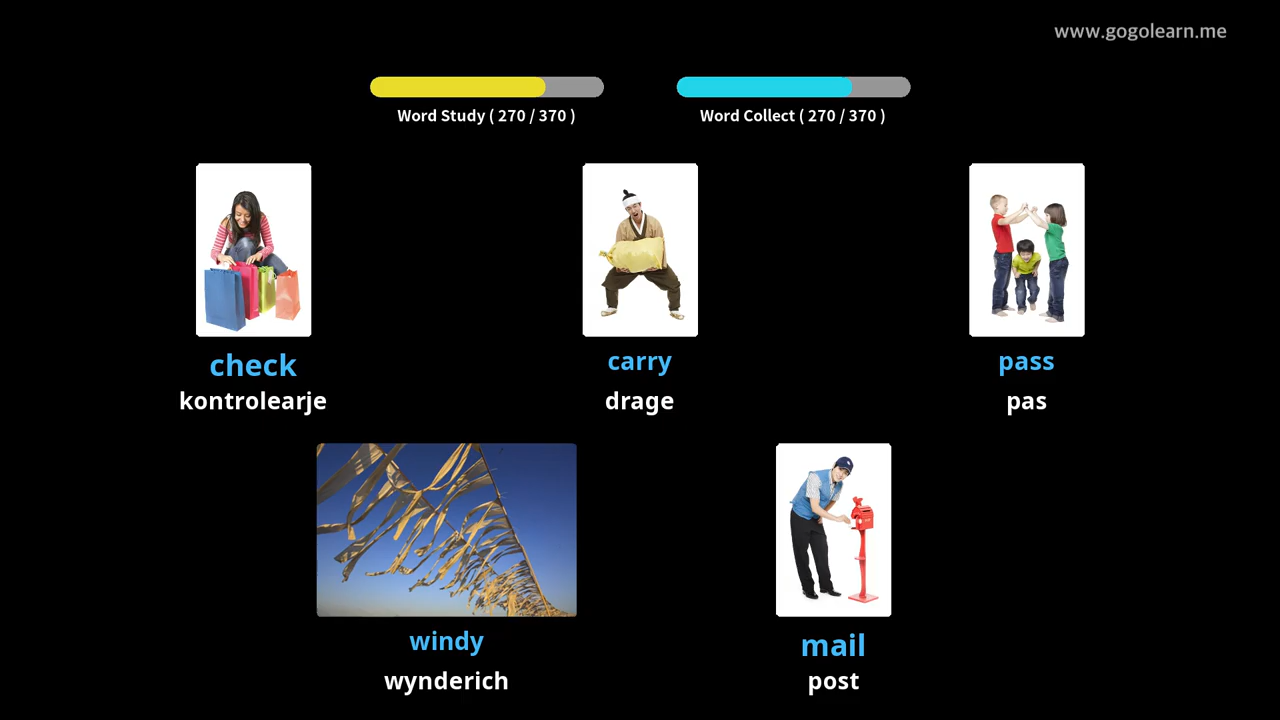 www.gogolearn.me
Word Study ( 270 / 370 )
Word Collect ( 270 / 370 )
check
kontrolearje
carry
drage
pass
pas
windy
wynderich
mail
post